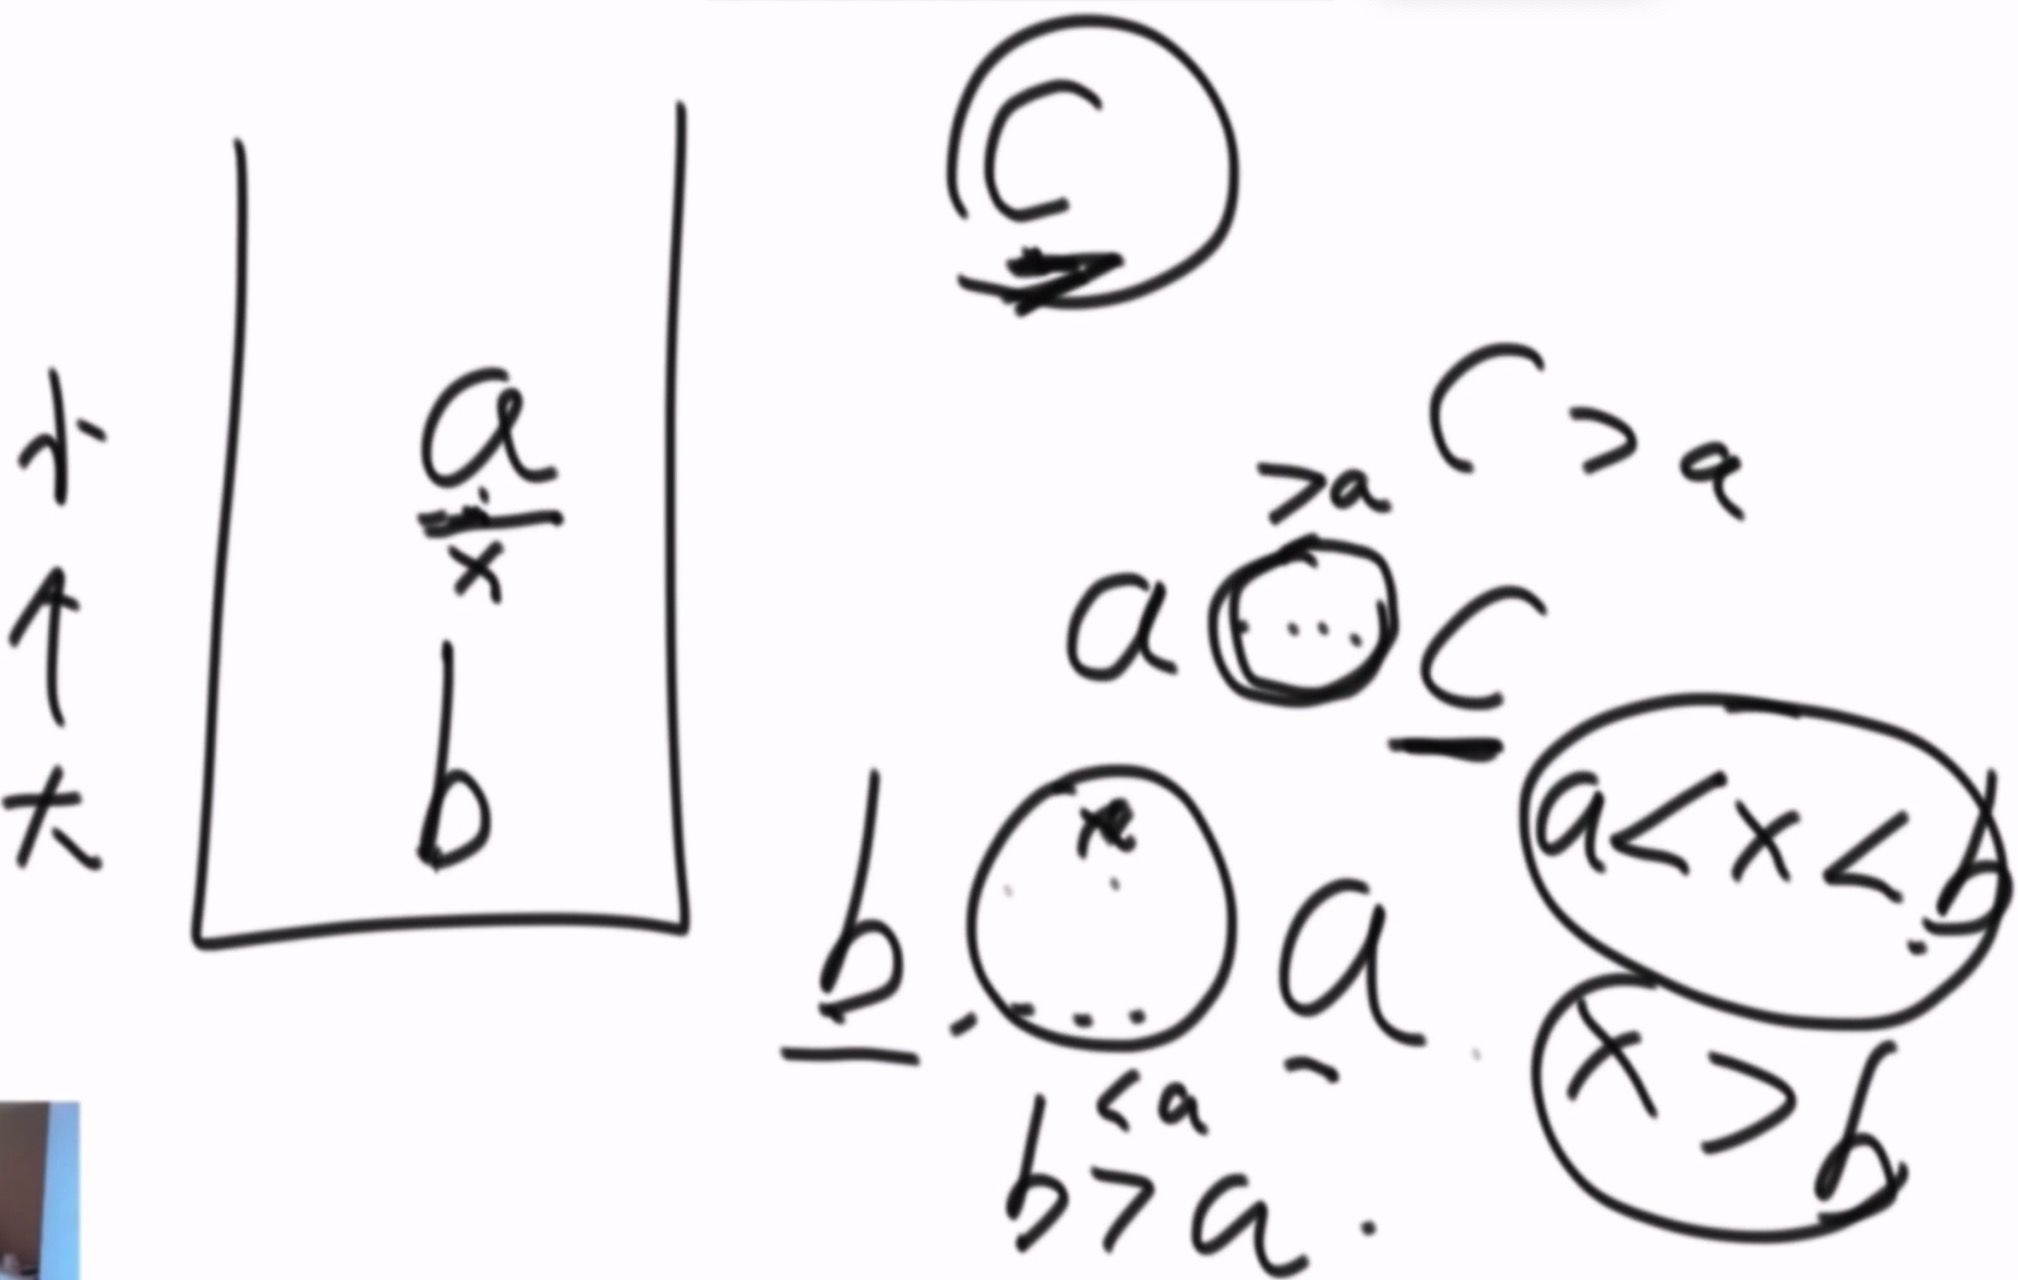 C
小
↑
大
a
x
b
C > a
>a
a .... C
b x .... a
<a
b > a .
a < x < b
x > b